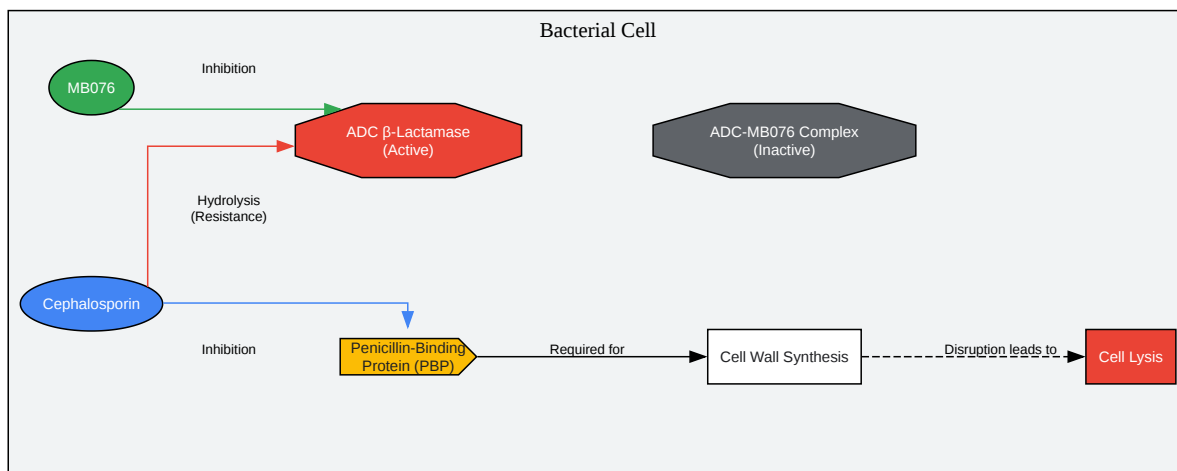 Bacterial Cell
MB076
Inhibition
ADC β-Lactamase
(Active)
ADC-MB076 Complex
(Inactive)
Hydrolysis
(Resistance)
Cephalosporin
Inhibition
Penicillin-Binding
Protein (PBP)
Required for
Cell Wall Synthesis
Disruption leads to
Cell Lysis